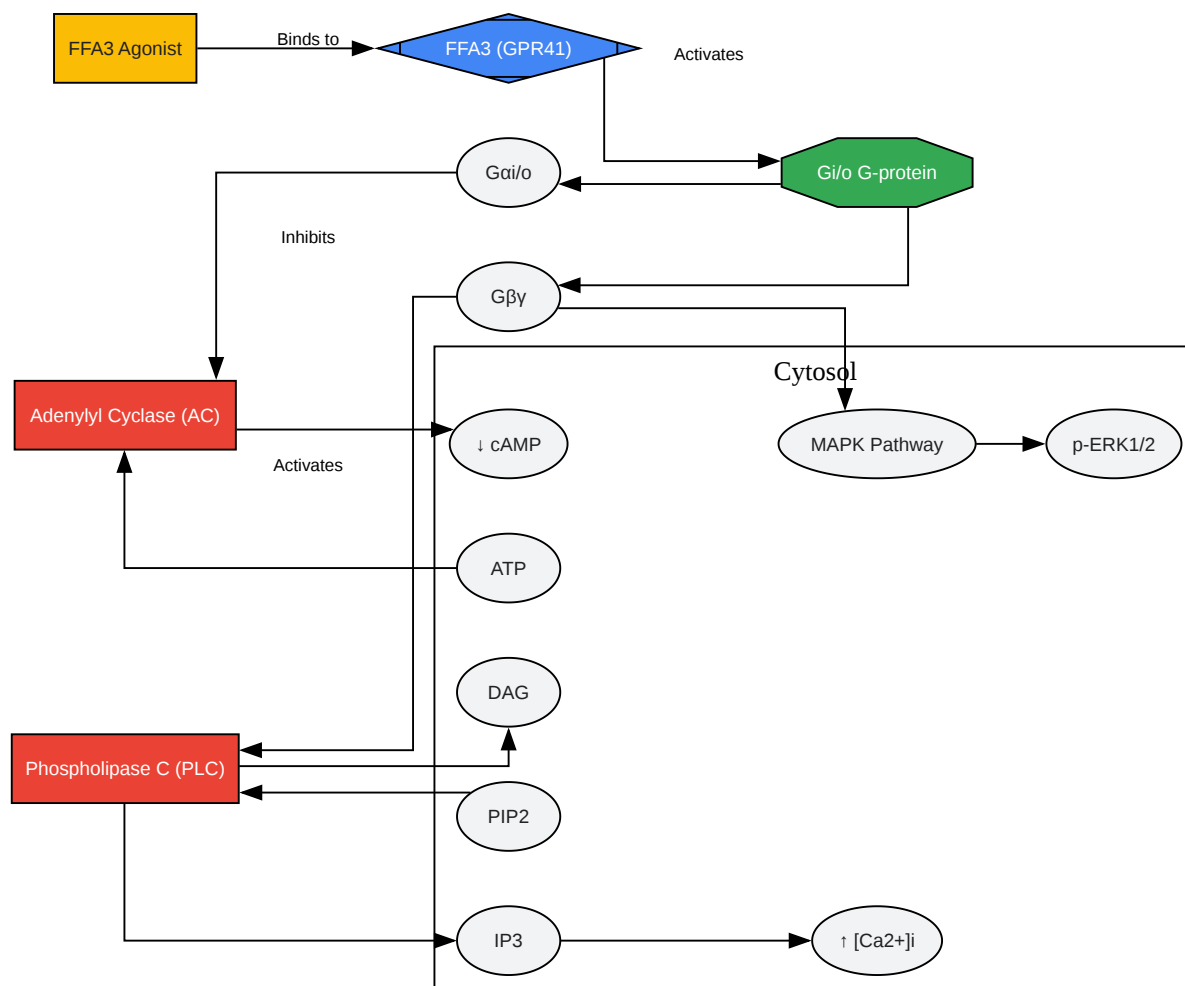 FFA3 Agonist
Binds to
FFA3 (GPR41)
Activates
Gαi/o
Gi/o G-protein
Inhibits
Gβγ
Cytosol
Adenylyl Cyclase (AC)
↓ cAMP
MAPK Pathway
p-ERK1/2
Activates
ATP
DAG
Phospholipase C (PLC)
PIP2
IP3
↑ [Ca2+]i